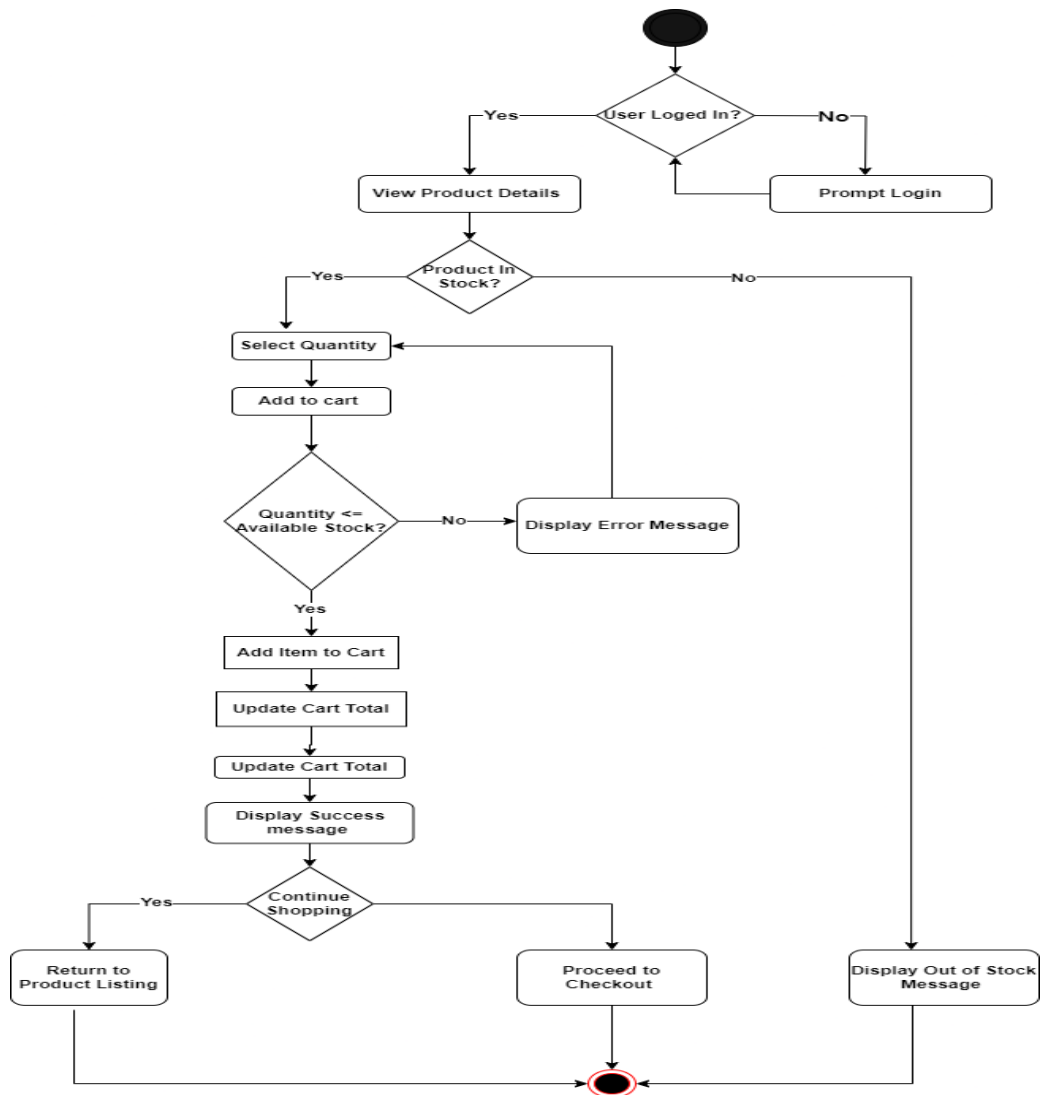 User Loged In?
Yes
No
View Product Details
Prompt Login
Product In
Stock?
Yes
No
Select Quantity
Add to cart
Quantity <=
Available Stock?
No
Display Error Message
Yes
Add Item to Cart
Update Cart Total
Update Cart Total
Display Success
message
Continue
Shopping
Yes
Return to
Product Listing
Proceed to
Checkout
Display Out of Stock
Message